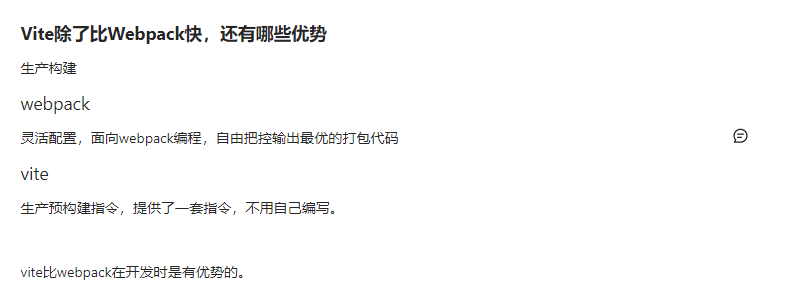 Vite除了比Webpack快，还有哪些优势
生产构建
webpack
灵活配置，面向webpack编程，自由把控输出最优的打包代码
vite
生产预构建指令，提供了一套指令，不用自己编写。
vite比webpack在开发时是有优势的。